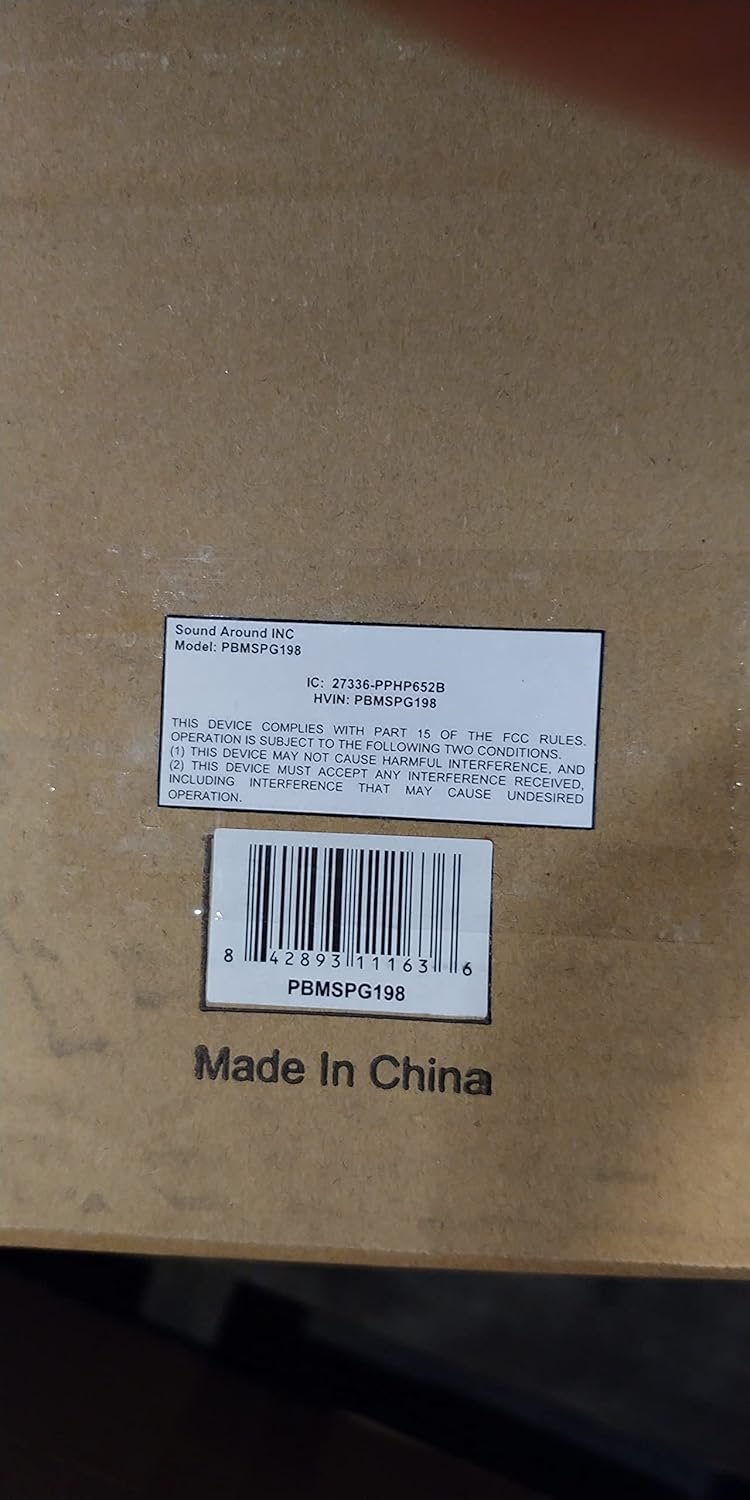 Sound Around INC
Model: PBMSPG198
IC: 27336-PPHP652B
HVIN: PBMSPG198
THIS DEVICE COMPLIES WITH PART 15 OF THE FCC RULES.
OPERATION IS SUBJECT TO THE FOLLOWING TWO CONDITIONS.
(1) THIS DEVICE MAY NOT CAUSE HARMFUL INTERFERENCE, AND
(2) THIS DEVICE MUST ACCEPT ANY INTERFERENCE RECEIVED,
INCLUDING INTERFERENCE THAT MAY CAUSE UNDESIRED
OPERATION.
8 42893 11163 6
PBMSPG198
Made In China